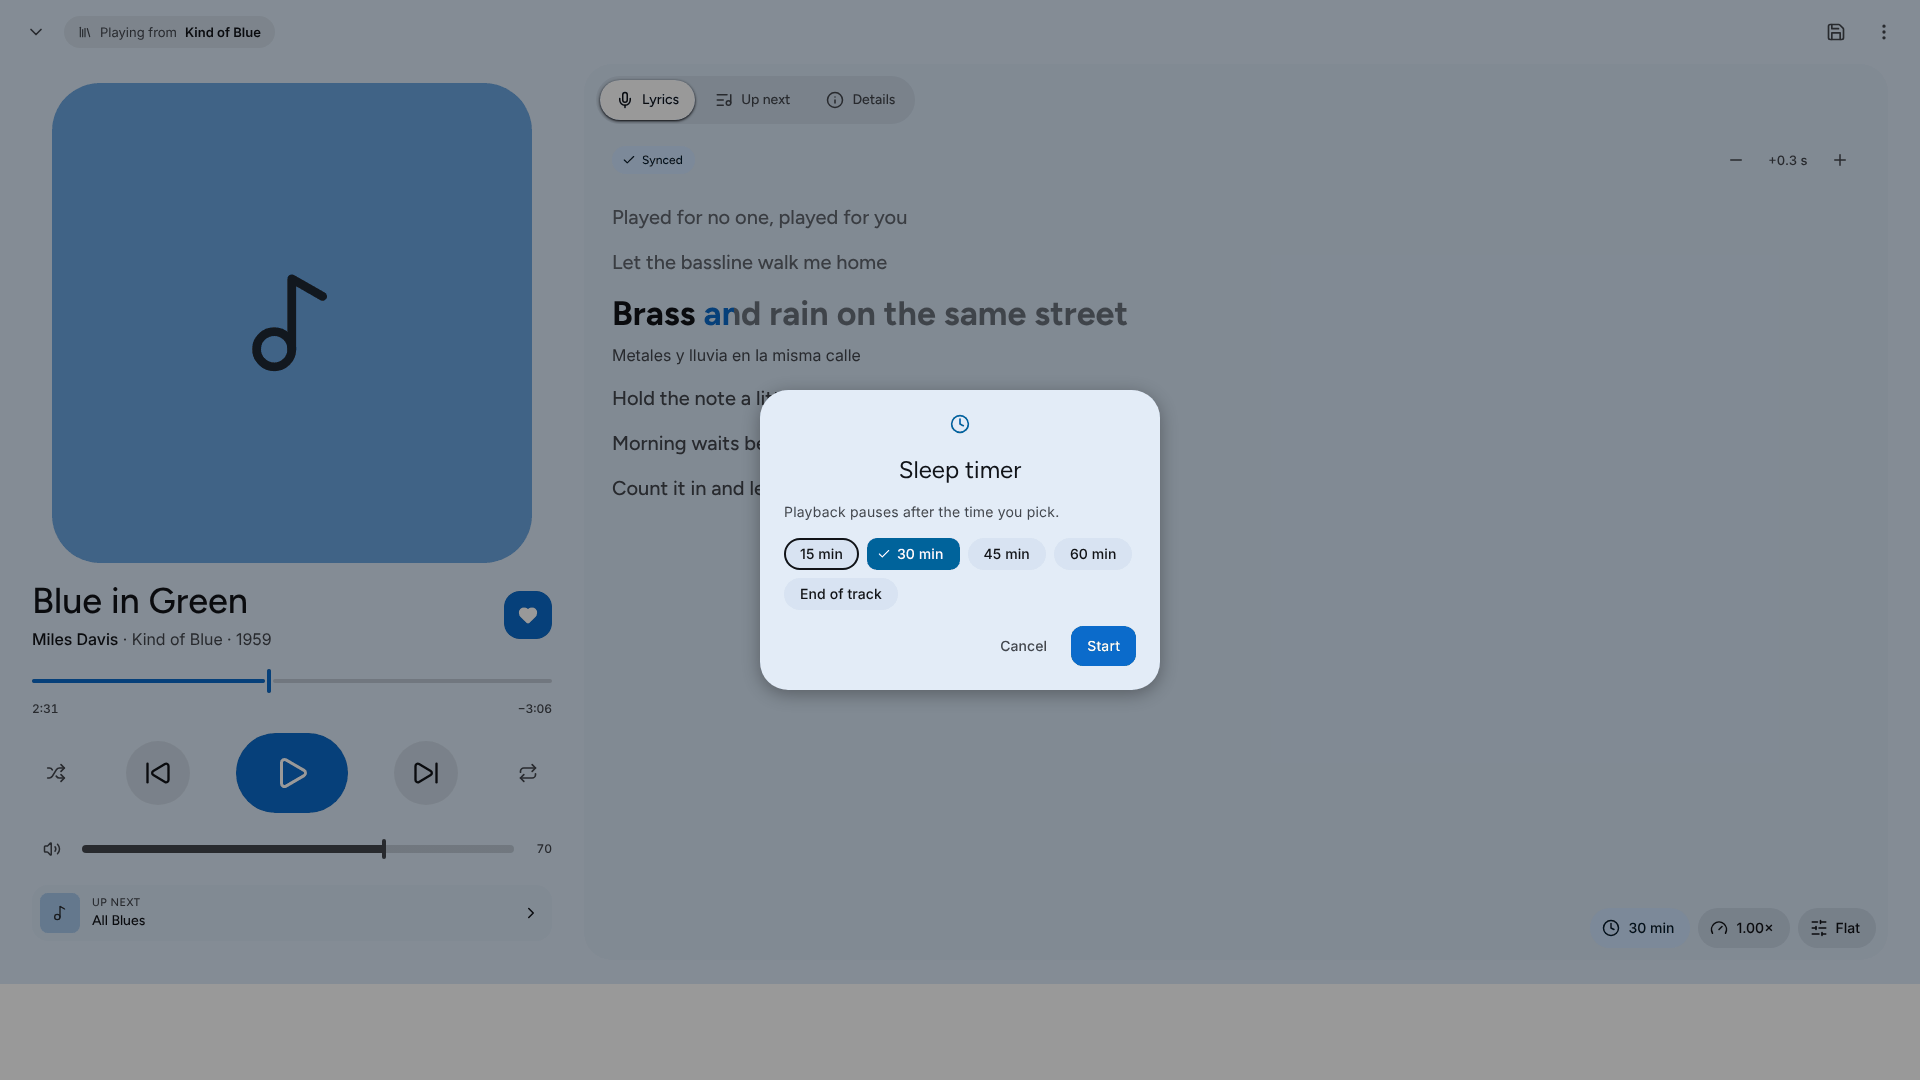 Playing from Kind of Blue
Lyrics
Up next
Details
Synced
+0.3 s
Played for no one, played for you
Let the bassline walk me home
Brass and rain on the same street
Metales y lluvia en la misma calle
Hold the note a
Morning waits
Count it in and
Sleep timer
Playback pauses after the time you pick.
15 min
30 min
45 min
60 min
End of track
Cancel
Start
Blue in Green
Miles Davis · Kind of Blue · 1959
2:31
−3:06
70
UP NEXT
All Blues
30 min
1.00×
Flat